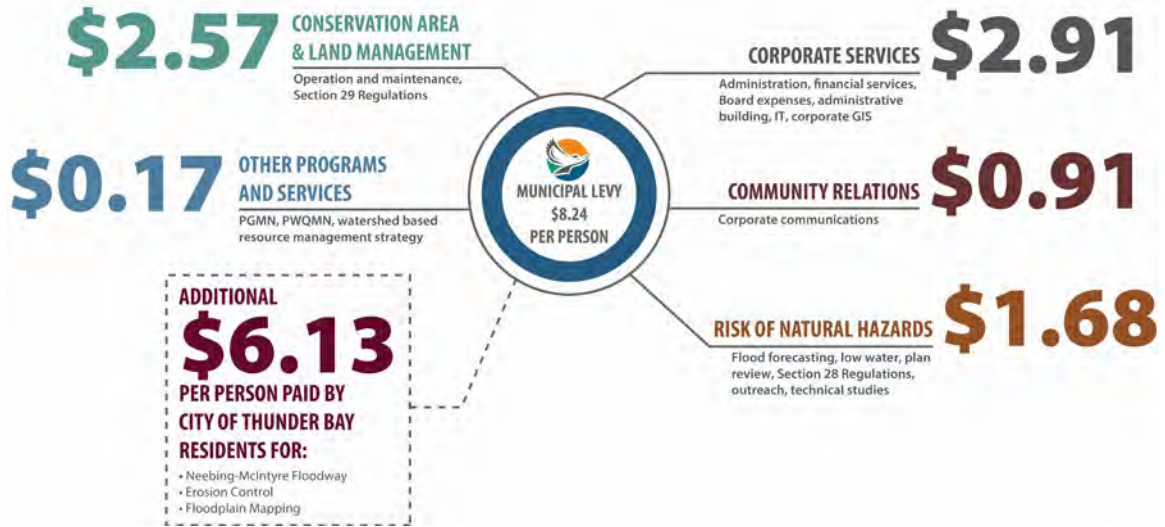 $2.57
CONSERVATION AREA
& LAND MANAGEMENT
Operation and maintenance,
Section 29 Regulations
$0.17
OTHER PROGRAMS
AND SERVICES
PGMN, PWQMN, watershed based
resource management strategy
ADDITIONAL
$6.13
PER PERSON PAID BY
CITY OF THUNDER BAY
RESIDENTS FOR:
• Neebing-McIntyre Floodway
• Erosion Control
• Floodplain Mapping
MUNICIPAL LEVY
$8.24
PER PERSON
CORPORATE SERVICES
$2.91
Administration, financial services,
Board expenses, administrative
building, IT, corporate GIS
COMMUNITY RELATIONS
$0.91
Corporate communications
RISK OF NATURAL HAZARDS
$1.68
Flood forecasting, low water, plan
review, Section 28 Regulations,
outreach, technical studies